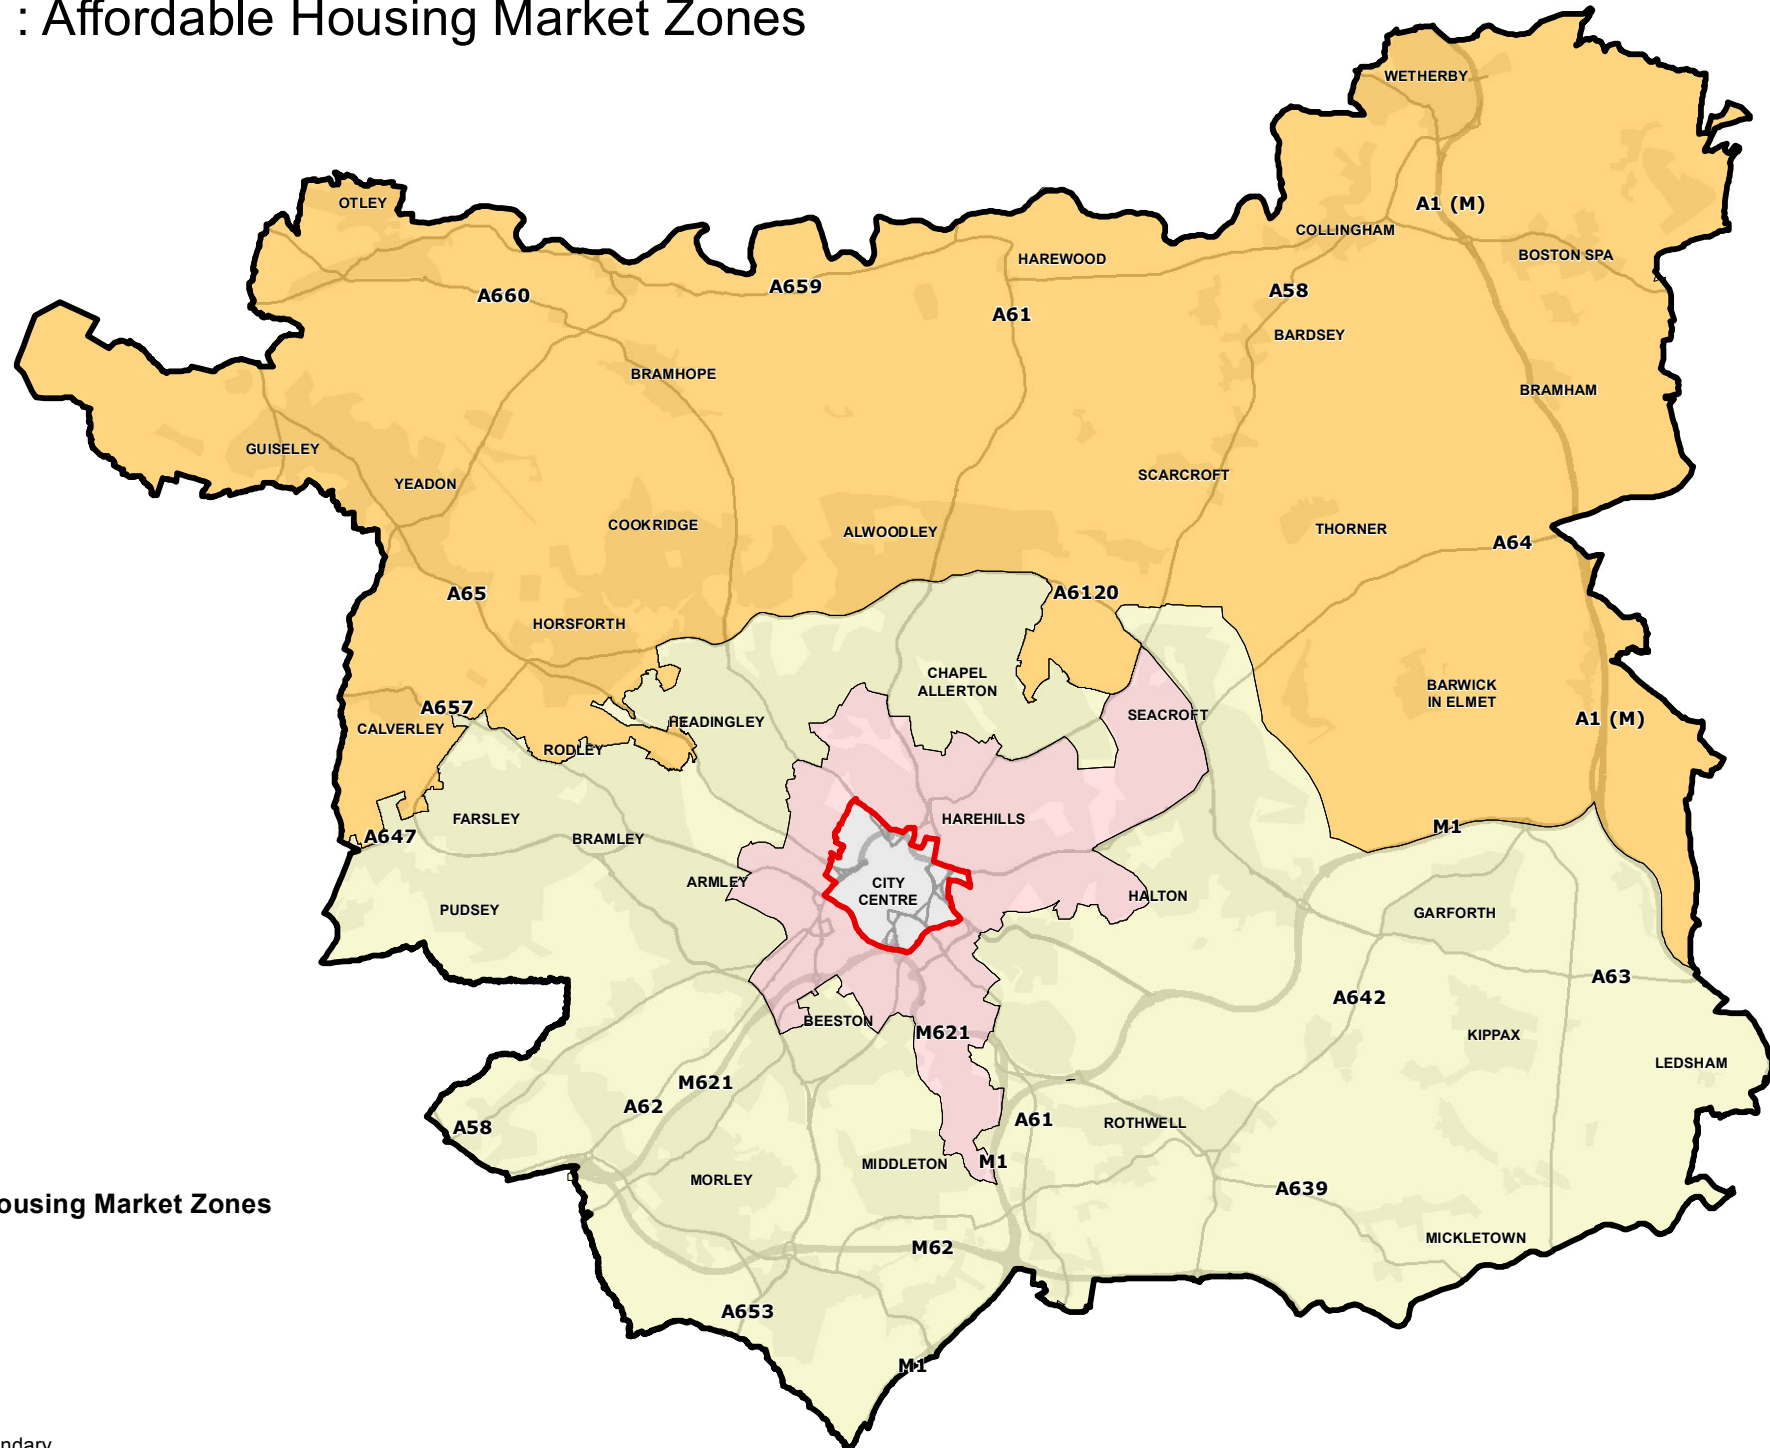 : Affordable Housing Market Zones
WETHERBY
OTLEY
A1 (M)
COLLINGHAM
HAREWOOD
BOSTON SPA
A660
A659
A58
A61
BARDSEY
BRAMHOPE
BRAMHAM
GUISELEY
YEADON
SCARCROFT
COOKRIDGE
ALWOODLEY
THORNER
A64
A65
A6120
HORSFORTH
CHAPEL
ALLERTON
BARWICK
IN ELMET
A657
CALVERLEY
HEADINGLEY
SEACROFT
A1 (M)
RODLEY
FARSLEY
HAREHILLS
M1
A647
BRAMLEY
ARMLEY
CITY
CENTRE
HALTON
PUDSEY
GARFORTH
A63
A642
BEESTON
M621
KIPPAX
LEDSHAM
M621
A62
A58
A61
ROTHWELL
MIDDLETON
M1
MORLEY
A639
ousing Market Zones
M62
MICKLETOWN
A653
M1
ndary